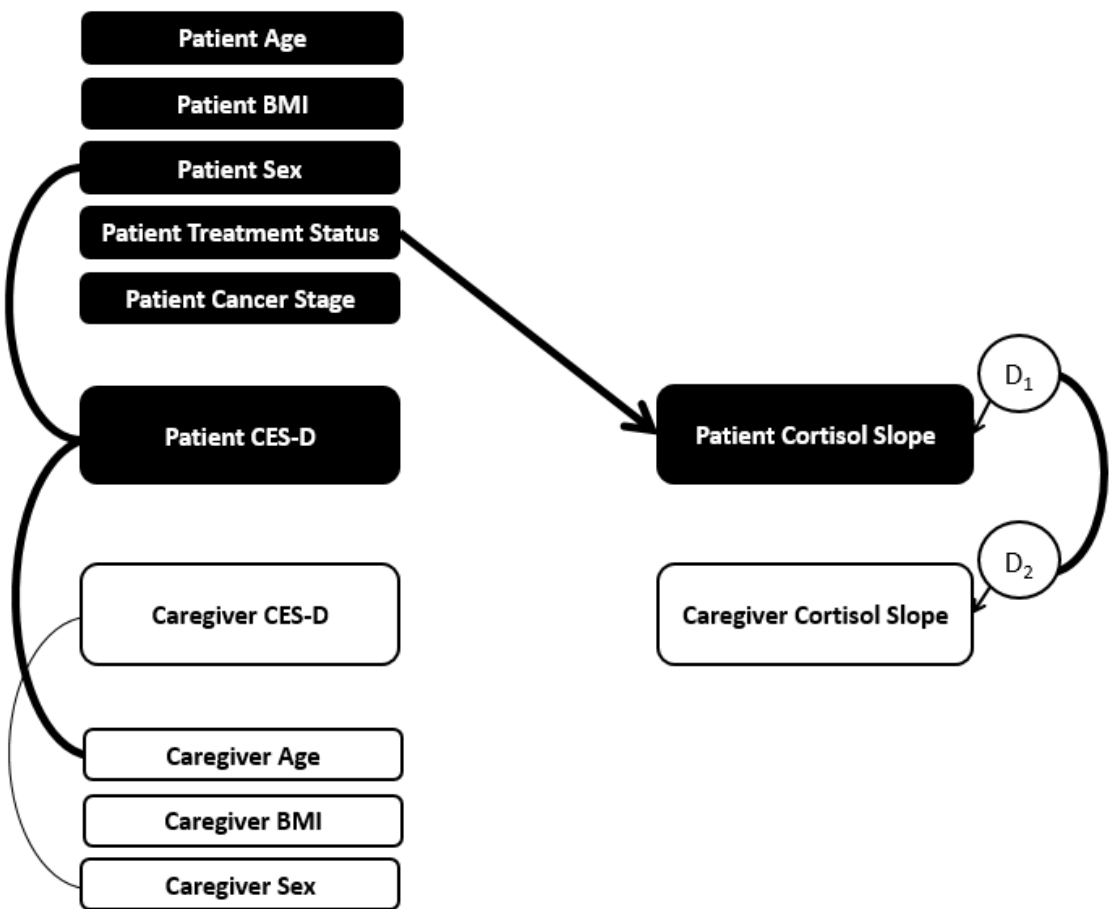 Patient Age
Patient BMI
Patient Sex
Patient Treatment Status
Patient Cancer Stage
Patient CES-D
Patient Cortisol Slope
D₁
Caregiver CES-D
Caregiver Cortisol Slope
D₂
Caregiver Age
Caregiver BMI
Caregiver Sex